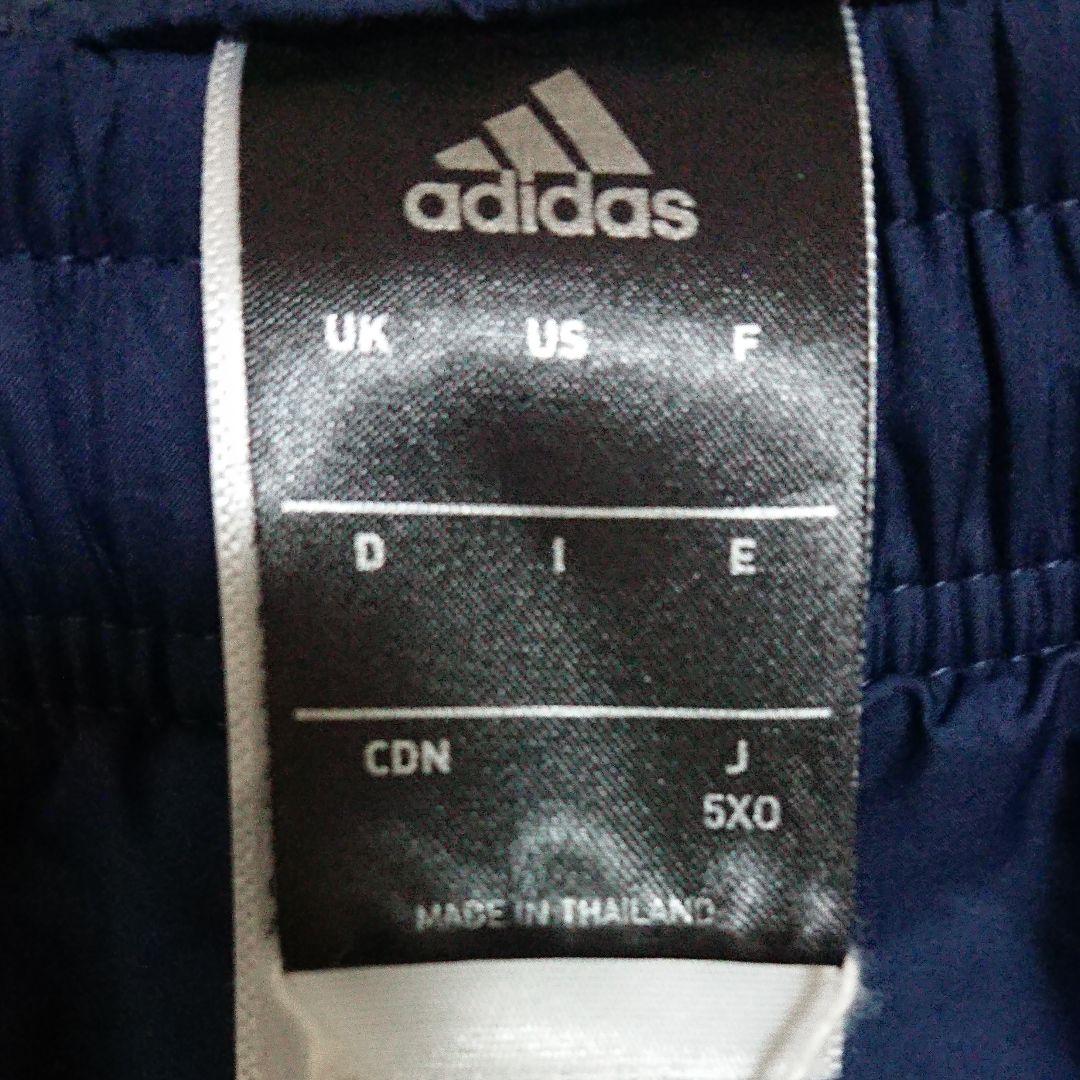 adidas
UK US F
D I E
CDN J
5XO
MADE IN THAILAND